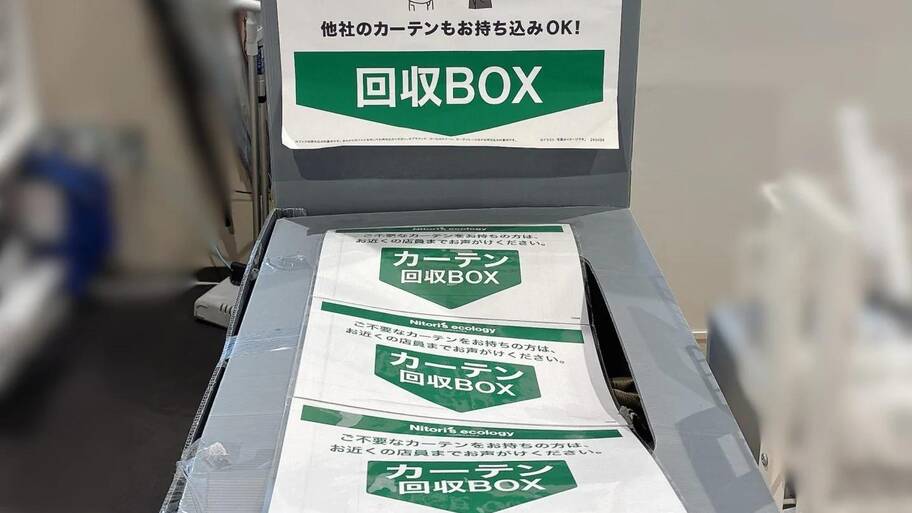 他社のカーテンもお持ち込みOK!
回収BOX
Nitori's ecology
ご不要なカーテンをお持ちの方は、
お近くの店員までお声がけください。
カーテン
回収BOX
Nitori's ecology
ご不要なカーテンをお持ちの方は、
お近くの店員までお声がけください。
カーテン
回収BOX
Nitori's ecology
ご不要なカーテンをお持ちの方は、
お近くの店員までお声がけください。
カーテン
回収BOX